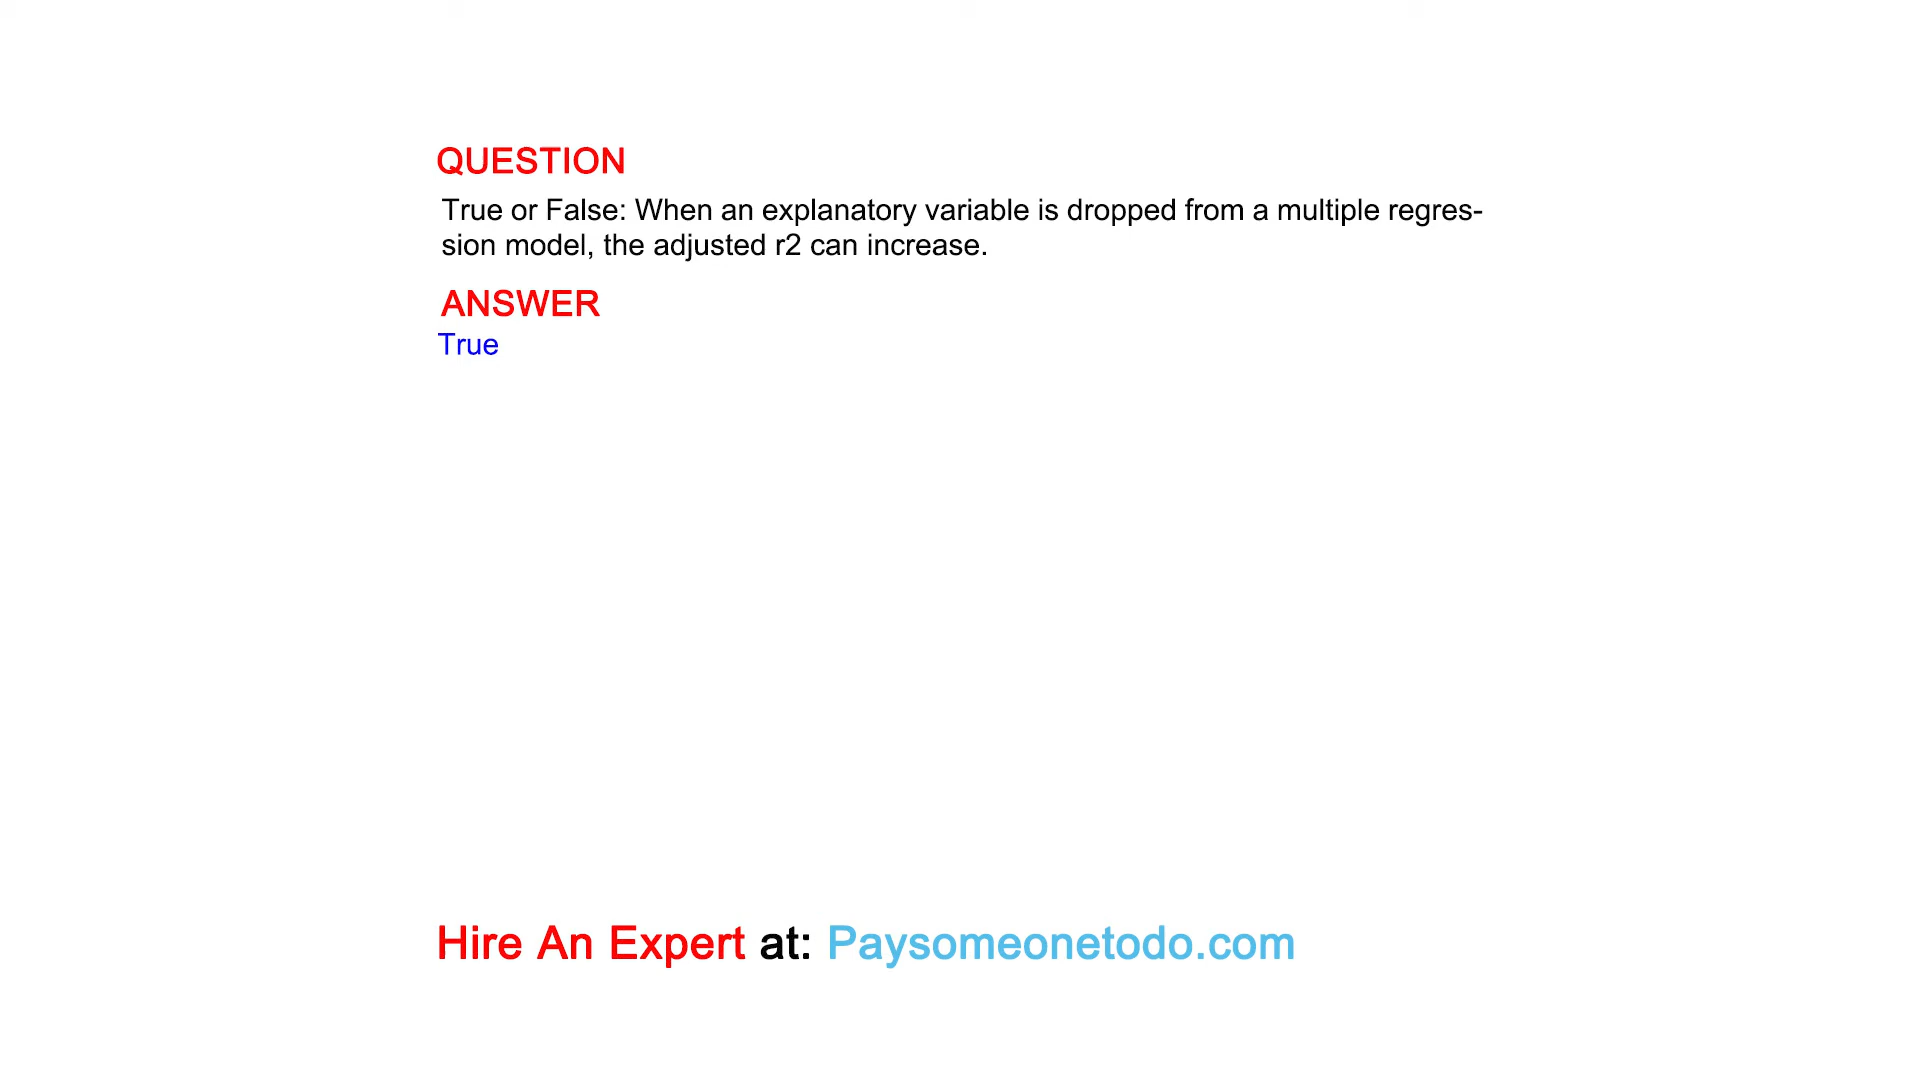 QUESTION
True or False: When an explanatory variable is dropped from a multiple regres-
sion model, the adjusted r2 can increase.
ANSWER
True
Hire An Expert at: Paysomeonetodo.com